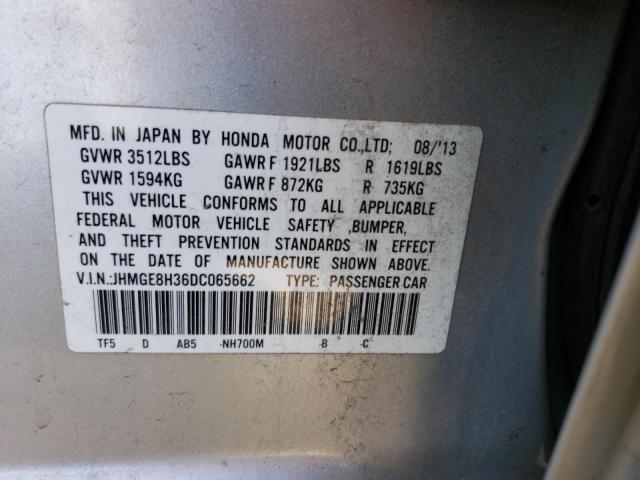 MFD. IN JAPAN BY HONDA MOTOR CO.,LTD; 08/'13
GVWR 3512LBS GAWR F 1921LBS R 1619LBS
GVWR 1594KG GAWR F 872KG R 735KG
THIS VEHICLE CONFORMS TO ALL APPLICABLE
FEDERAL MOTOR VEHICLE SAFETY ,BUMPER,
AND THEFT PREVENTION STANDARDS IN EFFECT
ON THE DATE OF MANUFACTURE SHOWN ABOVE.
V.I.N.:JHMGE8H36DC065662 TYPE: PASSENGER CAR
TF5 D AB5 -NH700M -B -C